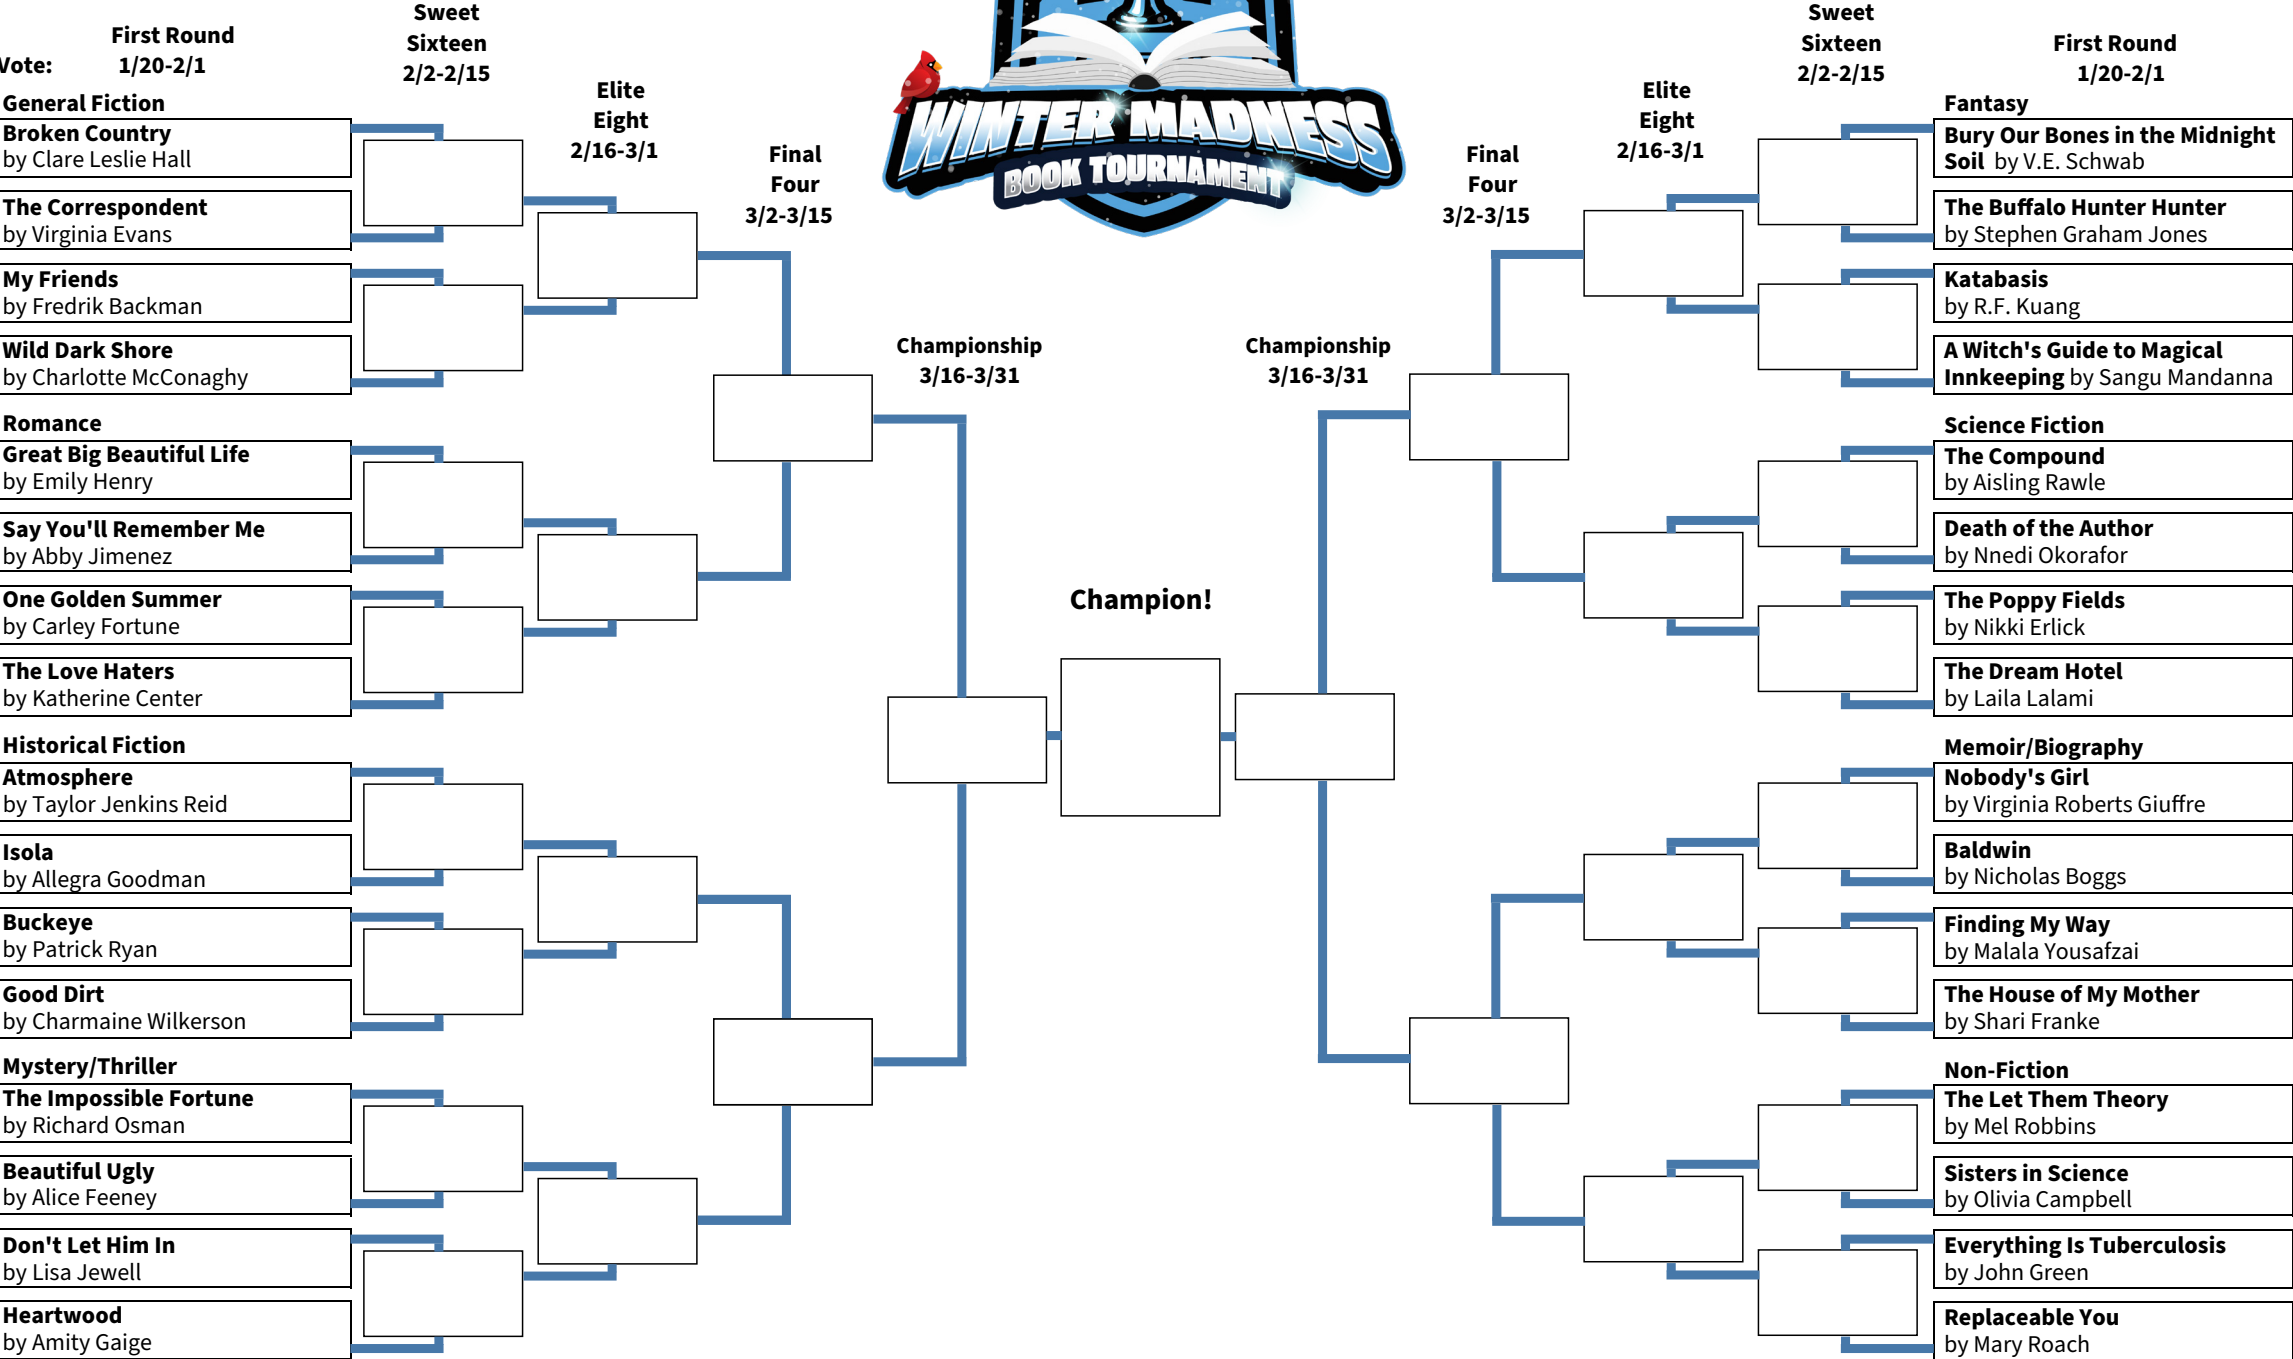 Vote:
First Round
1/20-2/1
Sweet
Sixteen
2/2-2/15
Elite
Eight
2/16-3/1
Final
Four
3/2-3/15
Championship
3/16-3/31
General Fiction
Broken Country
by Clare Leslie Hall
The Correspondent
by Virginia Evans
My Friends
by Fredrik Backman
Wild Dark Shore
by Charlotte McConaghy
Romance
Great Big Beautiful Life
by Emily Henry
Say You'll Remember Me
by Abby Jimenez
One Golden Summer
by Carley Fortune
The Love Haters
by Katherine Center
Historical Fiction
Atmosphere
by Taylor Jenkins Reid
Isola
by Allegra Goodman
Buckeye
by Patrick Ryan
Good Dirt
by Charmaine Wilkerson
Mystery/Thriller
The Impossible Fortune
by Richard Osman
Beautiful Ugly
by Alice Feeney
Don't Let Him In
by Lisa Jewell
Heartwood
by Amity Gaige
WINTER MADNESS
BOOK TOURNAMENT
Champion!
Championship
3/16-3/31
Final
Four
3/2-3/15
Elite
Eight
2/16-3/1
Sweet
Sixteen
2/2-2/15
First Round
1/20-2/1
Fantasy
Bury Our Bones in the Midnight
Soil by V.E. Schwab
The Buffalo Hunter Hunter
by Stephen Graham Jones
Katabasis
by R.F. Kuang
A Witch's Guide to Magical
Innkeeping by Sangu Mandanna
Science Fiction
The Compound
by Aisling Rawle
Death of the Author
by Nnedi Okorafor
The Poppy Fields
by Nikki Erlick
The Dream Hotel
by Laila Lalami
Memoir/Biography
Nobody's Girl
by Virginia Roberts Giuffre
Baldwin
by Nicholas Boggs
Finding My Way
by Malala Yousafzai
The House of My Mother
by Shari Franke
Non-Fiction
The Let Them Theory
by Mel Robbins
Sisters in Science
by Olivia Campbell
Everything Is Tuberculosis
by John Green
Replaceable You
by Mary Roach